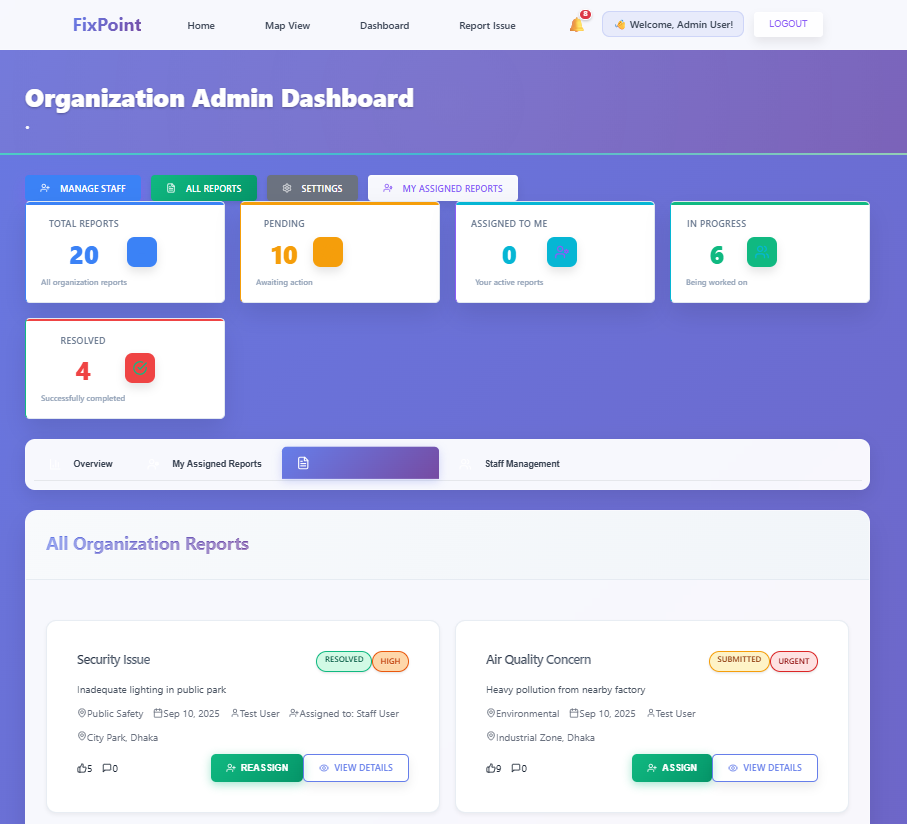 FixPoint Home Map View Dashboard Report Issue 8 Welcome, Admin User! LOGOUT
Organization Admin Dashboard
.
MANAGE STAFF ALL REPORTS SETTINGS MY ASSIGNED REPORTS
TOTAL REPORTS PENDING ASSIGNED TO ME IN PROGRESS
20 10 0 6
All organization reports Awaiting action Your active reports Being worked on
RESOLVED
4
Successfully completed
Overview My Assigned Reports Staff Management
All Organization Reports
Security Issue RESOLVED HIGH
Inadequate lighting in public park
Public Safety Sep 10, 2025 Test User Assigned to: Staff User
City Park, Dhaka
5 0 REASSIGN VIEW DETAILS
Air Quality Concern SUBMITTED URGENT
Heavy pollution from nearby factory
Environmental Sep 10, 2025 Test User
Industrial Zone, Dhaka
9 0 ASSIGN VIEW DETAILS